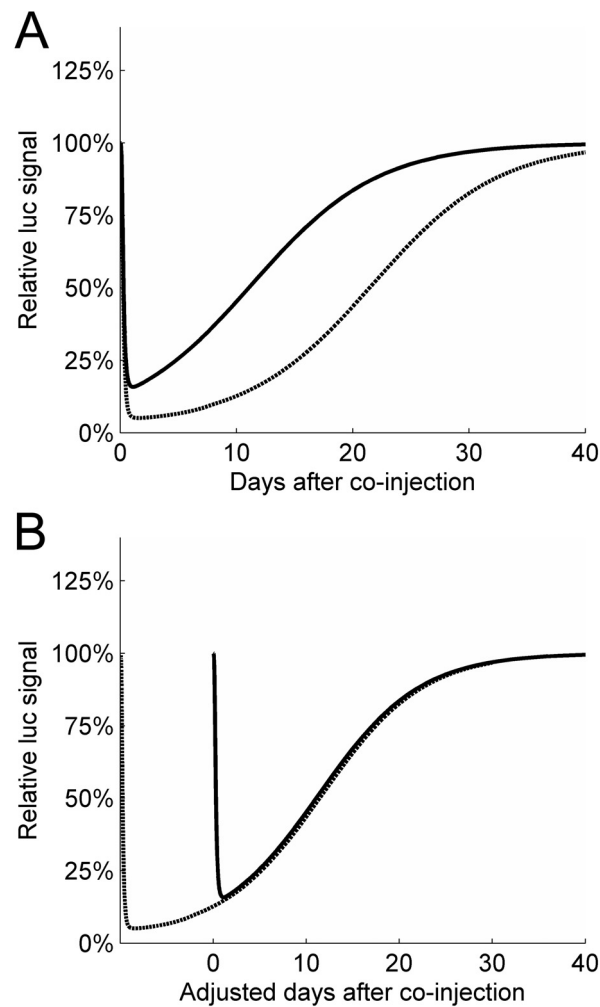 A
125%
100%
75%
50%
25%
0%
Relative luc signal
0 10 20 30 40
Days after co-injection
B
125%
100%
75%
50%
25%
0%
Relative luc signal
0 10 20 30 40
Adjusted days after co-injection